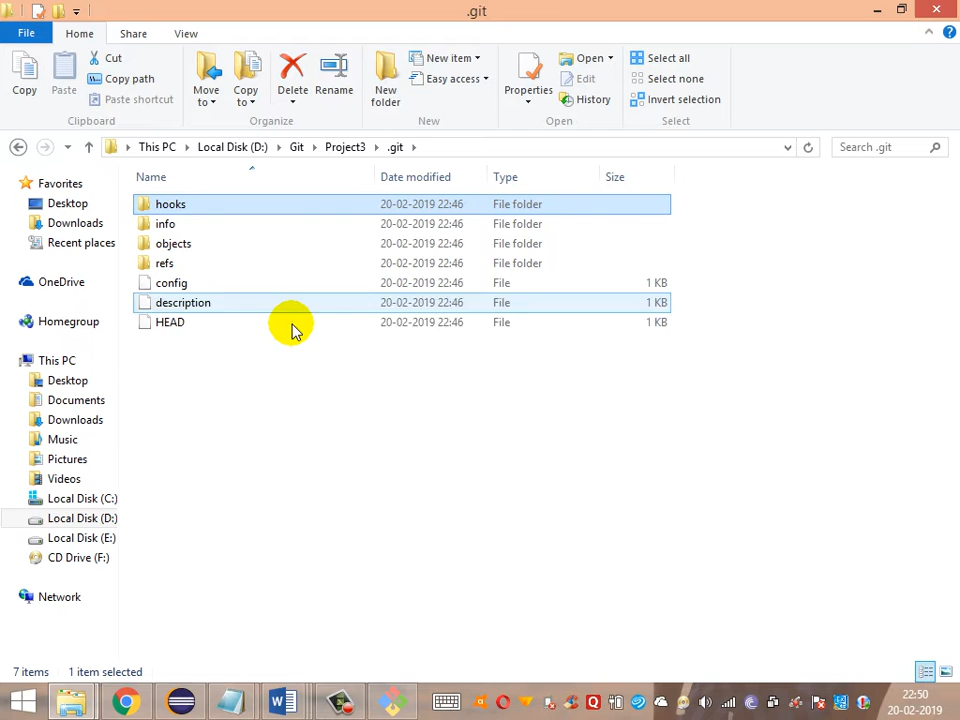 .git
File Home Share View
Copy
Paste
Cut
Copy path
Paste shortcut
Clipboard
Move to
Copy to
Delete
Rename
Organize
New folder
New item
Easy access
New
Properties
Open
Edit
History
Open
Select all
Select none
Invert selection
Select
This PC Local Disk (D:) Git Project3 .git
Search .git
Name Date modified Type Size
hooks 20-02-2019 22:46 File folder
info 20-02-2019 22:46 File folder
objects 20-02-2019 22:46 File folder
refs 20-02-2019 22:46 File folder
config 20-02-2019 22:46 File 1 KB
description 20-02-2019 22:46 File 1 KB
HEAD 20-02-2019 22:46 File 1 KB
Favorites
Desktop
Downloads
Recent places
OneDrive
Homegroup
This PC
Desktop
Documents
Downloads
Music
Pictures
Videos
Local Disk (C:)
Local Disk (D:)
Local Disk (E:)
CD Drive (F:)
Network
7 items 1 item selected
22:50
20-02-2019